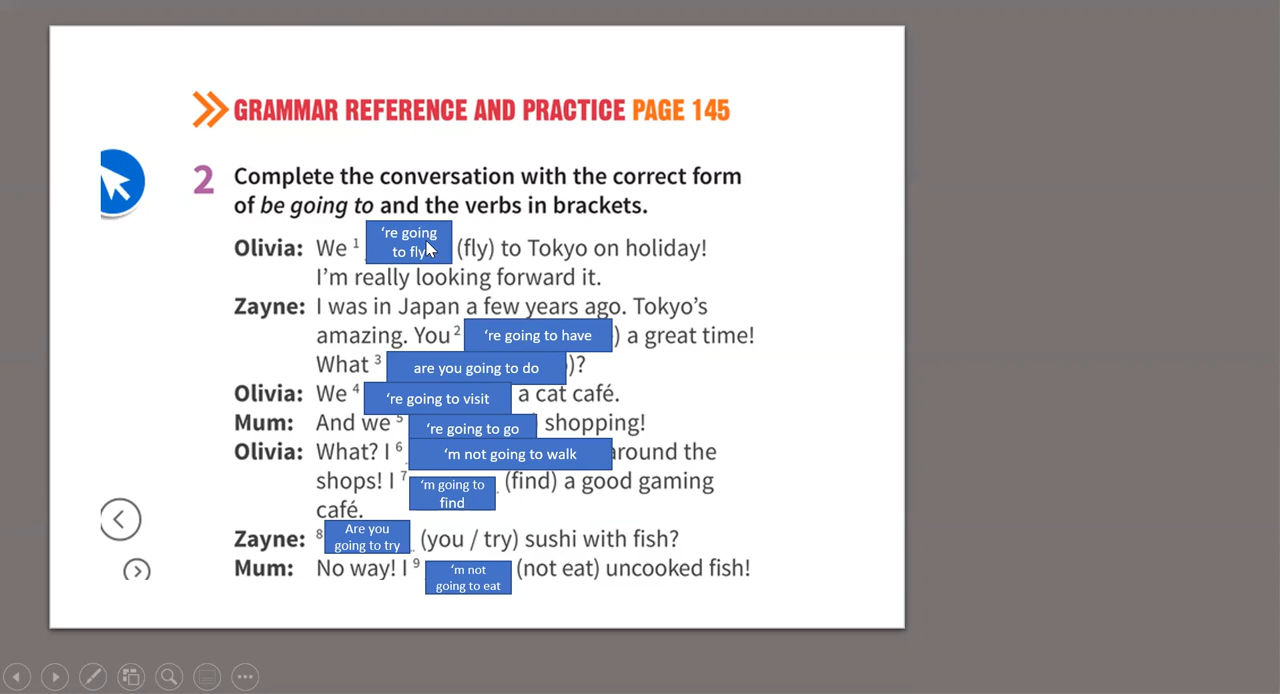 GRAMMAR REFERENCE AND PRACTICE PAGE 145
2 Complete the conversation with the correct form
of be going to and the verbs in brackets.
Olivia: We 1 ‘re going to fly (fly) to Tokyo on holiday!
I’m really looking forward it.
Zayne: I was in Japan a few years ago. Tokyo’s
amazing. You 2 ‘re going to have ) a great time!
What 3 are you going to do )?
Olivia: We 4 ‘re going to visit a cat café.
Mum: And we 5 ‘re going to go shopping!
Olivia: What? I 6 ‘m not going to walk around the
shops! I 7 ‘m going to find (find) a good gaming
café.
Zayne: 8 Are you going to try (you / try) sushi with fish?
Mum: No way! I 9 ‘m not going to eat (not eat) uncooked fish!